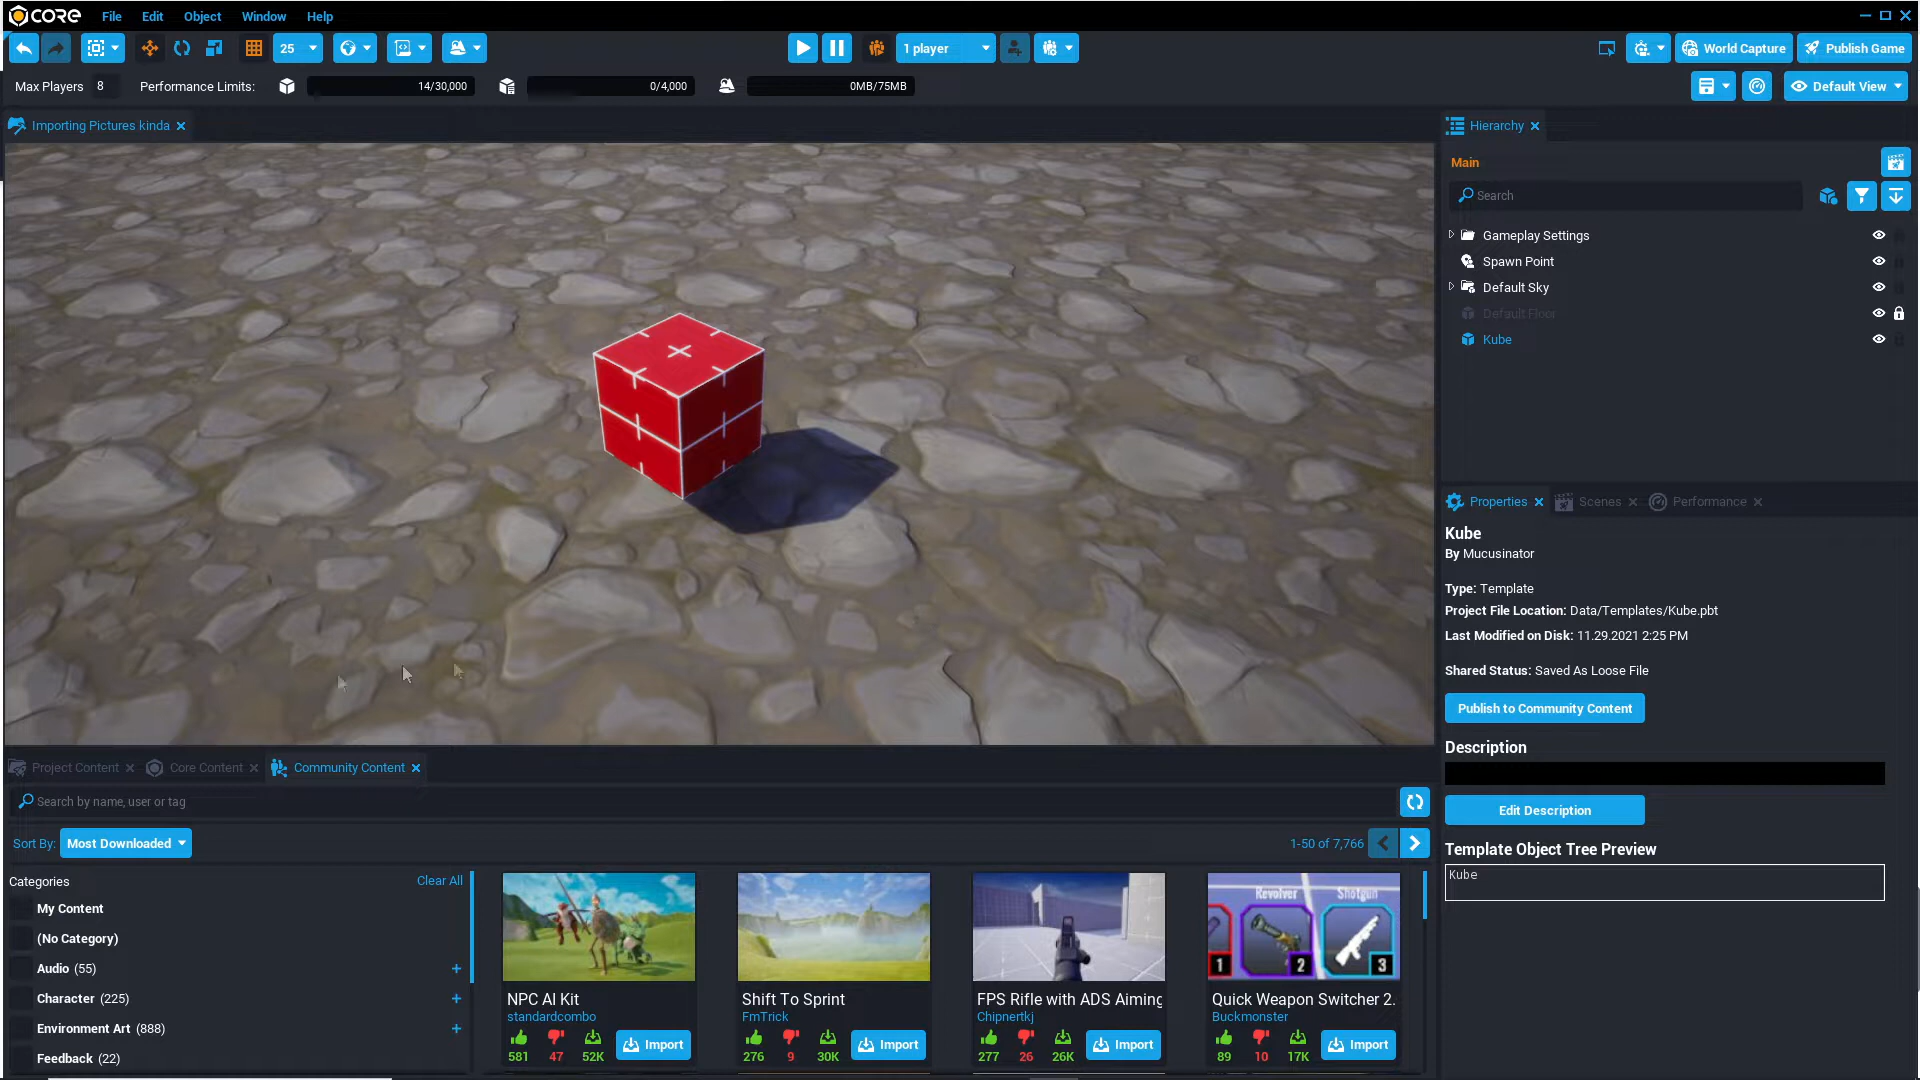 CORE File Edit Object Window Help
25 1 player World Capture Publish Game
Max Players 8 Performance Limits: 14/30,000 0/4,000 0MB/75MB Default View
Importing Pictures kinda
Hierarchy
Main
Search
Gameplay Settings
Spawn Point
Default Sky
Default Floor
Kube
Properties Scenes Performance
Kube
By Mucusinator
Type: Template
Project File Location: Data/Templates/Kube.pbt
Last Modified on Disk: 11.29.2021 2:25 PM
Shared Status: Saved As Loose File
Publish to Community Content
Description
Edit Description
Template Object Tree Preview
Kube
Project Content Core Content Community Content
Search by name, user or tag
Sort By: Most Downloaded 1-50 of 7,766
Categories Clear All
My Content
(No Category)
Audio (55)
Character (225)
Environment Art (888)
Feedback (22)
NPC AI Kit
standardcombo
581 47 52K Import
Shift To Sprint
FmTrick
276 9 30K Import
FPS Rifle with ADS Aiming
Chipnertkj
277 26 26K Import
Revolver Shotgun
1 2 3
Quick Weapon Switcher 2.
Buckmonster
89 10 17K Import